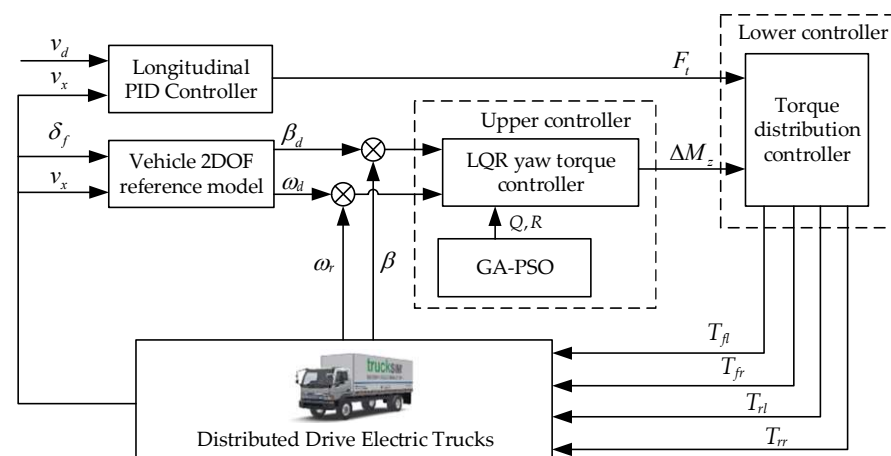 Lower controller
v_d
Longitudinal
PID Controller
v_x
F_t
Torque
distribution
controller
Upper controller
δ_f
Vehicle 2DOF
reference model
v_x
β_d
ω_d
LQR yaw torque
controller
ΔM_z
Q, R
GA-PSO
ω_r
β
T_fl
T_fr
T_rl
T_rr
truckSIM
Distributed Drive Electric Trucks